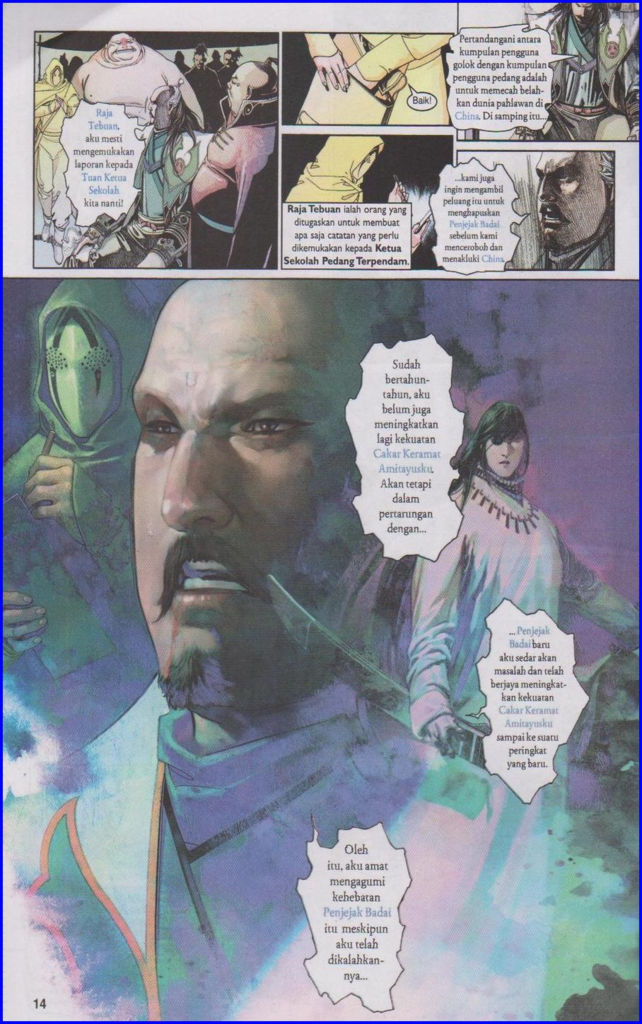 Raja
Tebuan,
aku mesti
mengemukakan
laporan kepada
Tuan Ketua
Sekolah
kita nanti!
Baik!
Raja Tebuan ialah orang yang
ditugaskan untuk membuat
apa saja catatan yang perlu
dikemukakan kepada Ketua
Sekolah Pedang Terpendam.
Pertandangani antara
kumpulan pengguna
golok dengan kumpulan
pengguna pedang adalah
untuk memecah belah-
kan dunia pahlawan di
China. Di samping itu...
...kami juga
ingin mengambil
peluang itu untuk
menghapuskan
Penjejak Badai
sebelum kami
menceroboh dan
menakluki China.
Sudah
bertahun-
tahun, aku
belum juga
meningkatkan
lagi kekuatan
Cakar Keramat
Amitayusku.
Akan tetapi
dalam
pertarungan
dengan...
...Penjejak
Badai baru
aku sedar akan
masalah dan telah
berjaya meningkat-
kan kekuatan
Cakar Keramat
Amitayusku
sampai ke suatu
peringkat
yang baru.
Oleh
itu, aku amat
mengagumi
kehebatan
Penjejak Badai
itu meskipun
aku telah
dikalahkan-
nya...
14